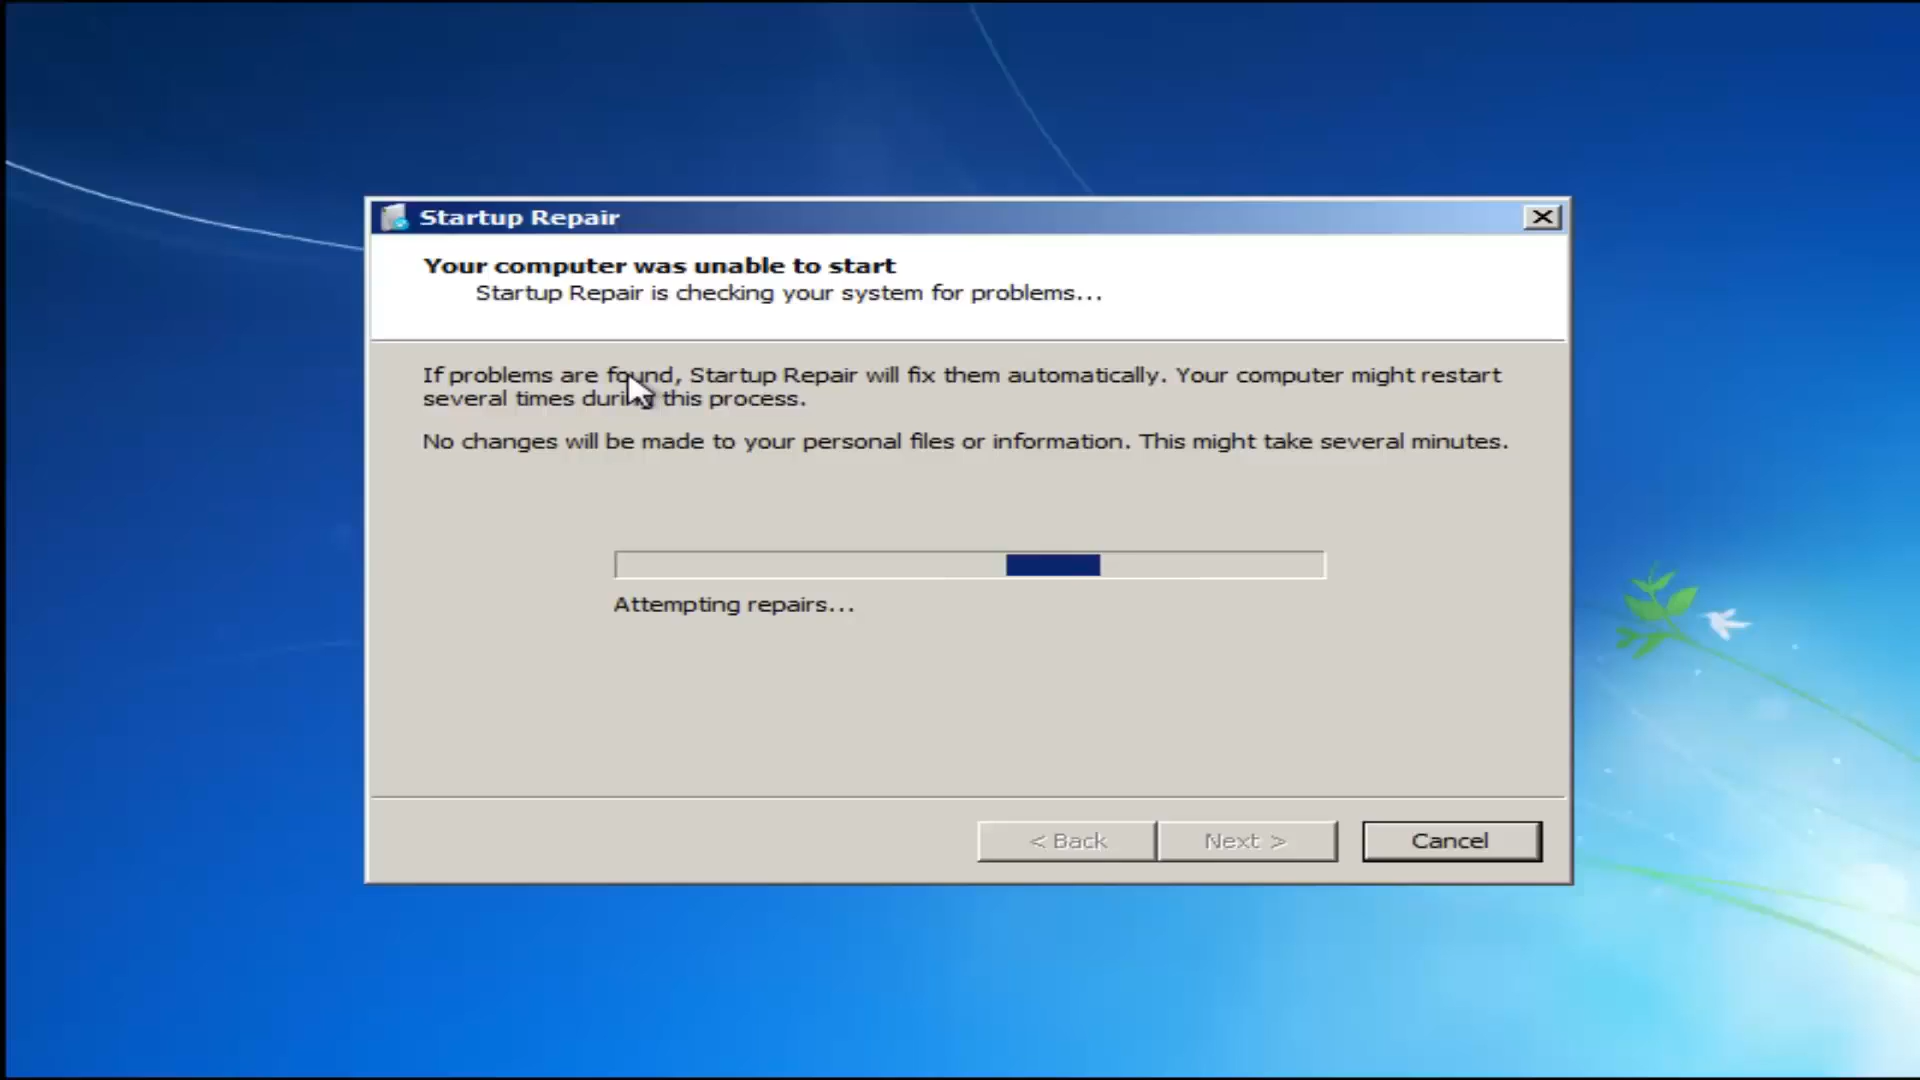 Startup Repair
Your computer was unable to start
Startup Repair is checking your system for problems...
If problems are found, Startup Repair will fix them automatically. Your computer might restart
several times during this process.
No changes will be made to your personal files or information. This might take several minutes.
Attempting repairs...
< Back
Next >
Cancel